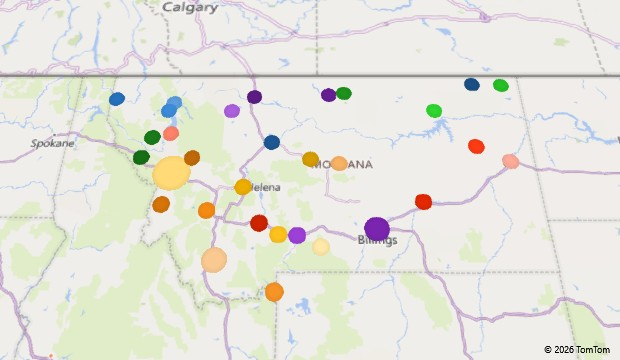 Calgary
Spokane
MONTANA
Helena
Billings
© 2026 TomTom